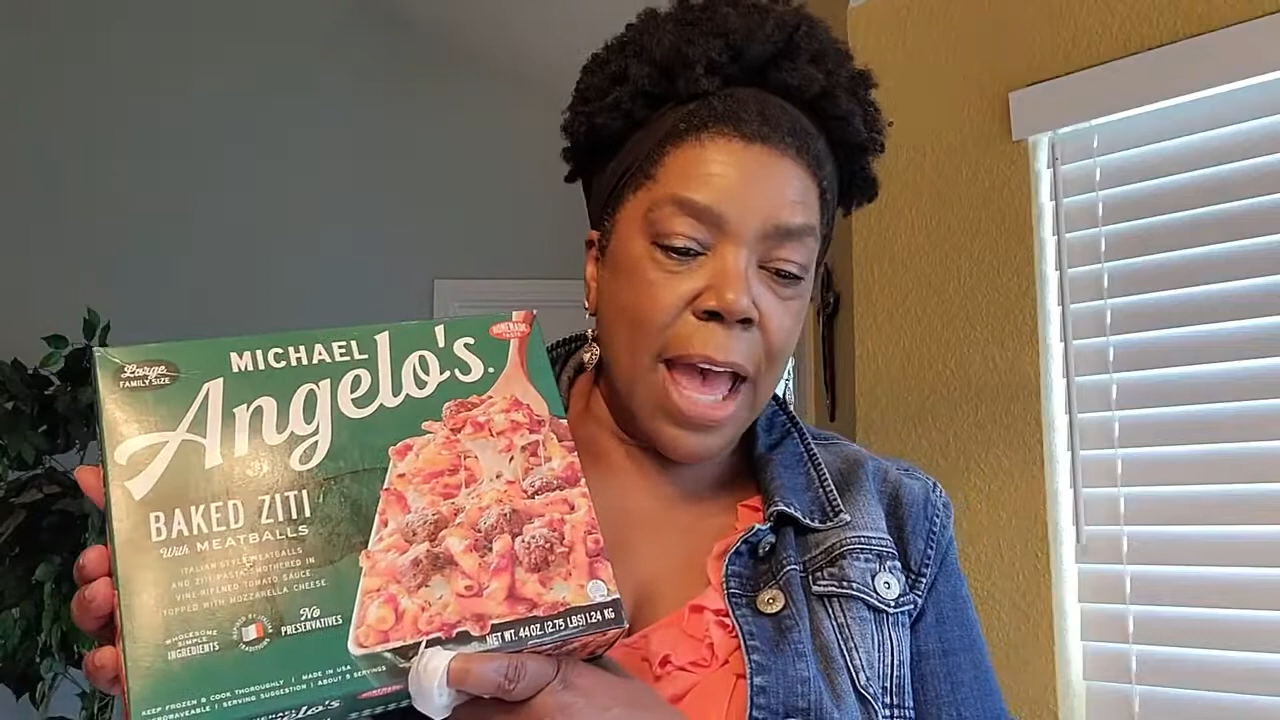 Large
FAMILY SIZE
MICHAEL
Angelo's.
HOMEMADE
TASTE
BAKED ZITI
With MEATBALLS
ITALIAN STYLE MEATBALLS
AND ZITI PASTA SMOTHERED IN
VINE-RIPENED TOMATO SAUCE,
TOPPED WITH MOZZARELLA CHEESE.
WHOLESOME
SIMPLE
INGREDIENTS
No
PRESERVATIVES
NET WT. 44 OZ. (2.75 LBS) 1.24 KG
KEEP FROZEN & COOK THOROUGHLY | MADE IN USA
MICROWAVEABLE | SERVING SUGGESTION | ABOUT 5 SERVINGS